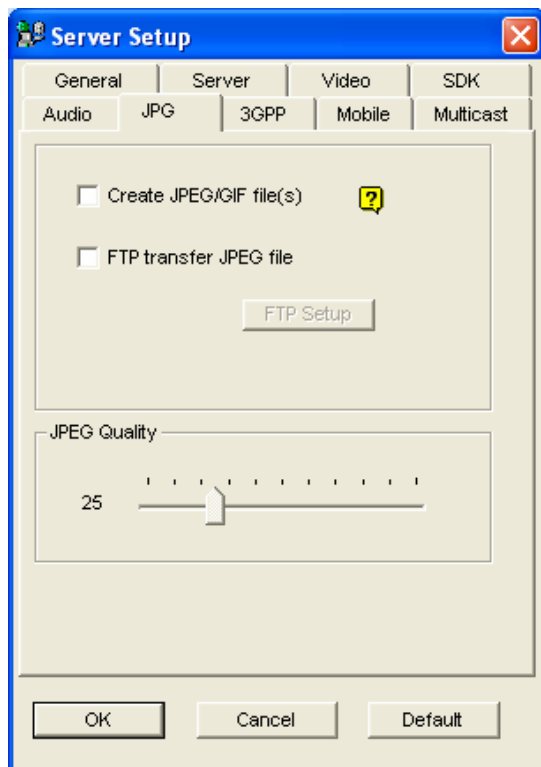 Server Setup
General Server Video SDK
Audio JPG 3GPP Mobile Multicast
Create JPEG/GIF file(s) ?
FTP transfer JPEG file
FTP Setup
JPEG Quality
25
OK Cancel Default